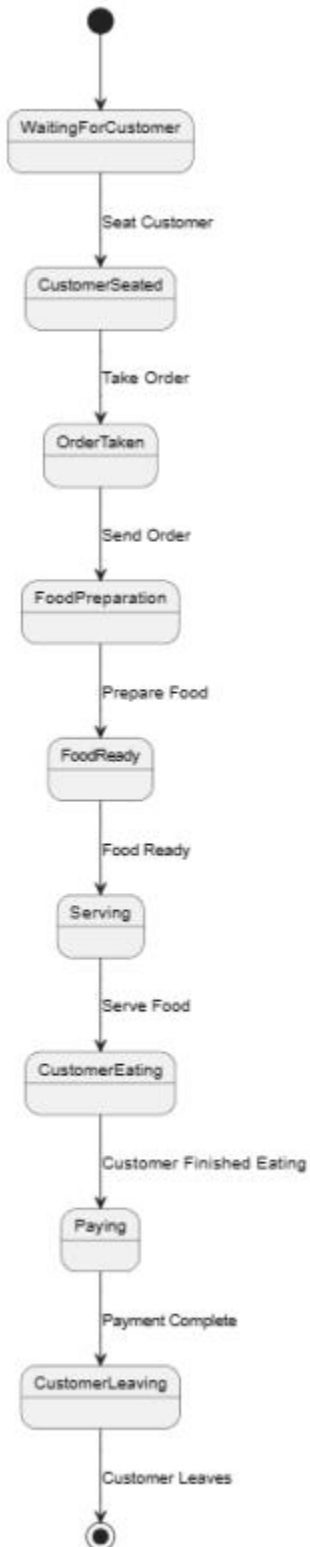 WaitingForCustomer
Seat Customer
CustomerSeated
Take Order
OrderTaken
Send Order
FoodPreparation
Prepare Food
FoodReady
Food Ready
Serving
Serve Food
CustomerEating
Customer Finished Eating
Paying
Payment Complete
CustomerLeaving
Customer Leaves